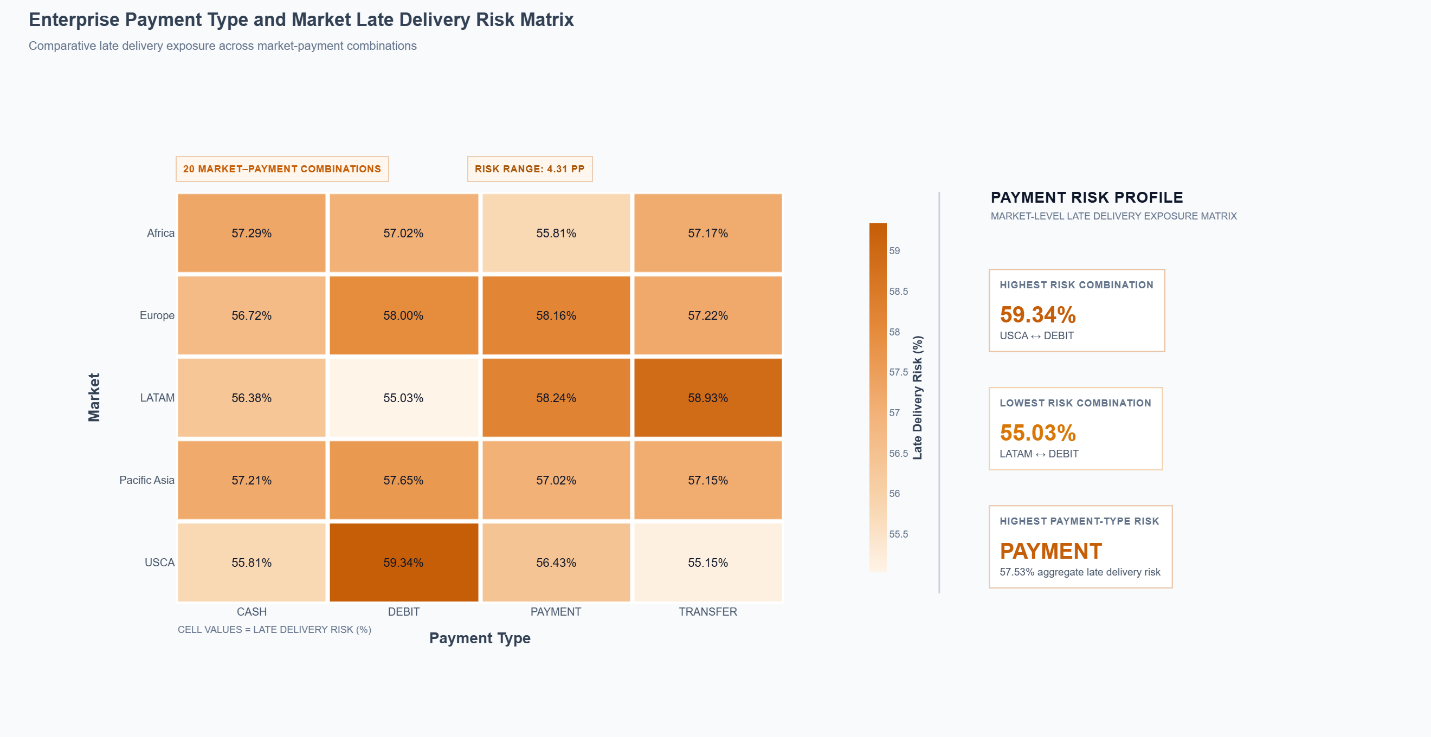 Enterprise Payment Type and Market Late Delivery Risk Matrix
Comparative late delivery exposure across market-payment combinations
20 MARKET–PAYMENT COMBINATIONS
RISK RANGE: 4.31 PP
Market
Africa 57.29% 57.02% 55.81% 57.17%
Europe 56.72% 58.00% 58.16% 57.22%
LATAM 56.38% 55.03% 58.24% 58.93%
Pacific Asia 57.21% 57.65% 57.02% 57.15%
USCA 55.81% 59.34% 56.43% 55.15%
CASH DEBIT PAYMENT TRANSFER
CELL VALUES = LATE DELIVERY RISK (%)
Payment Type
59
58.5
58
57.5
57
56.5
56
55.5
Late Delivery Risk (%)
PAYMENT RISK PROFILE
MARKET-LEVEL LATE DELIVERY EXPOSURE MATRIX
HIGHEST RISK COMBINATION
59.34%
USCA ↔ DEBIT
LOWEST RISK COMBINATION
55.03%
LATAM ↔ DEBIT
HIGHEST PAYMENT-TYPE RISK
PAYMENT
57.53% aggregate late delivery risk